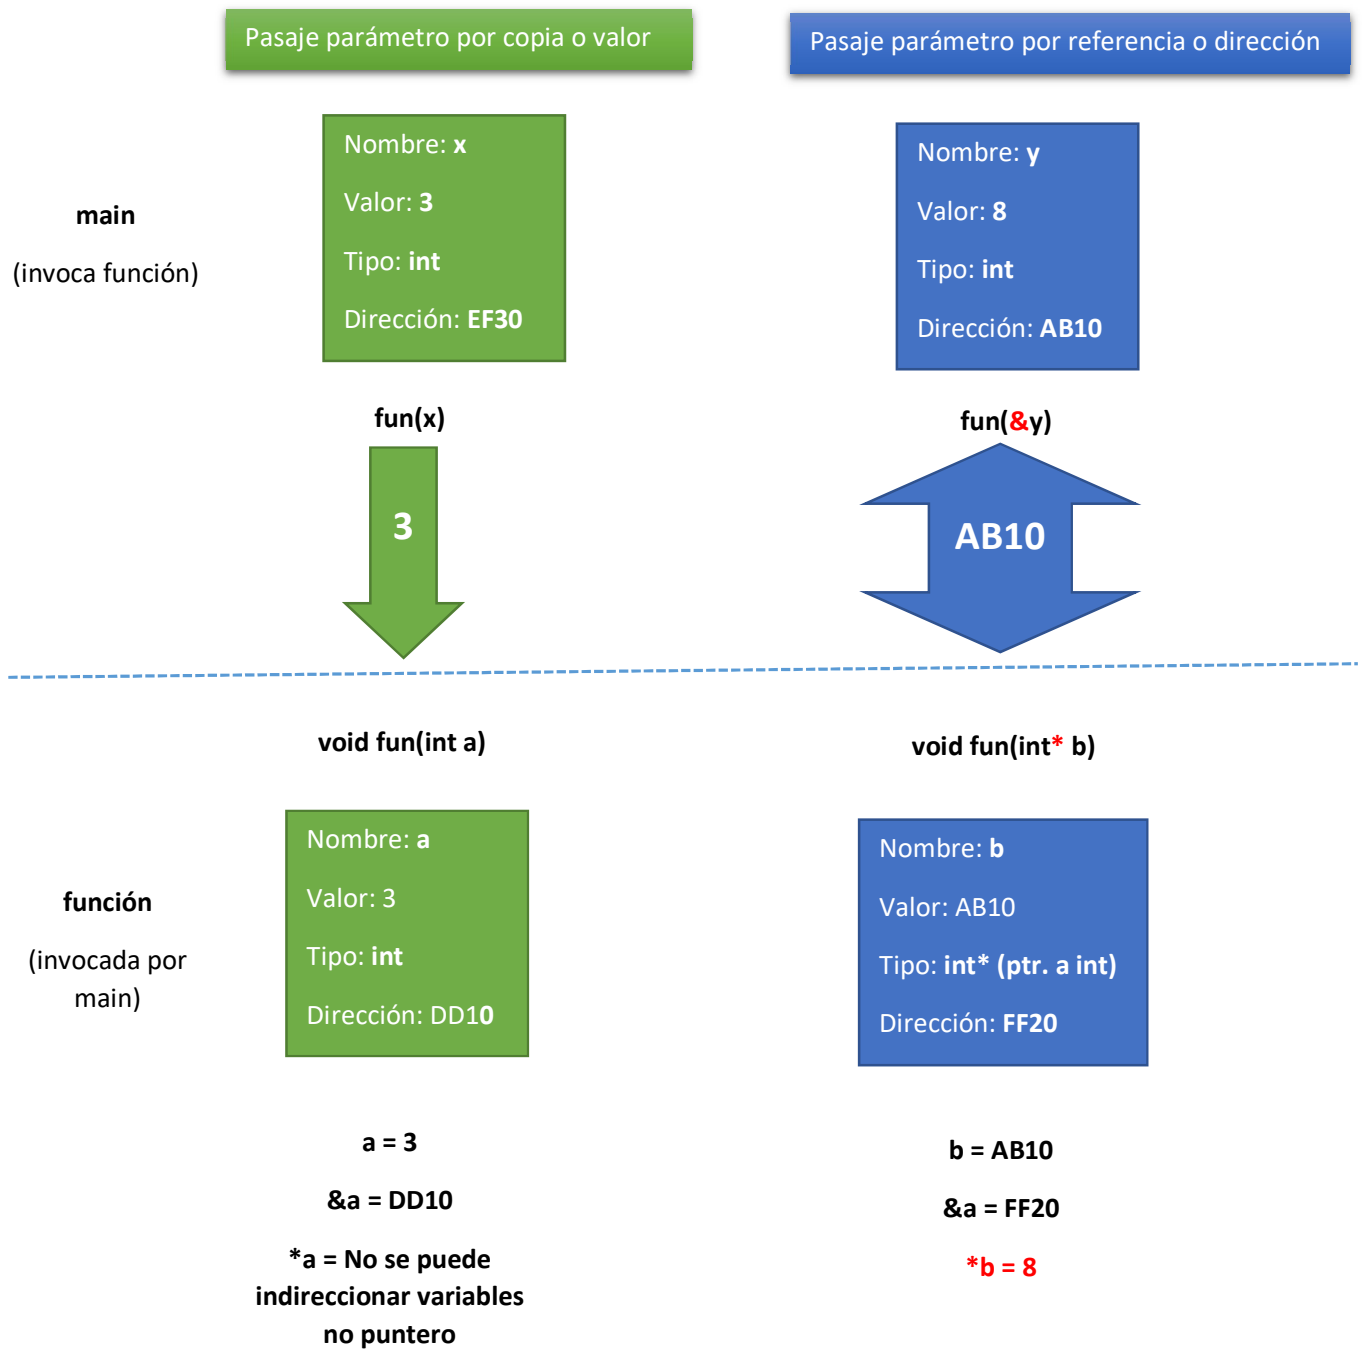 Pasaje parámetro por copia o valor
Pasaje parámetro por referencia o dirección
main
(invoca función)
Nombre: x
Valor: 3
Tipo: int
Dirección: EF30
Nombre: y
Valor: 8
Tipo: int
Dirección: AB10
fun(x)
fun(&y)
3
AB10
void fun(int a)
void fun(int* b)
función
(invocada por
main)
Nombre: a
Valor: 3
Tipo: int
Dirección: DD10
Nombre: b
Valor: AB10
Tipo: int* (ptr. a int)
Dirección: FF20
a = 3
&a = DD10
*a = No se puede
indireccionar variables
no puntero
b = AB10
&a = FF20
*b = 8